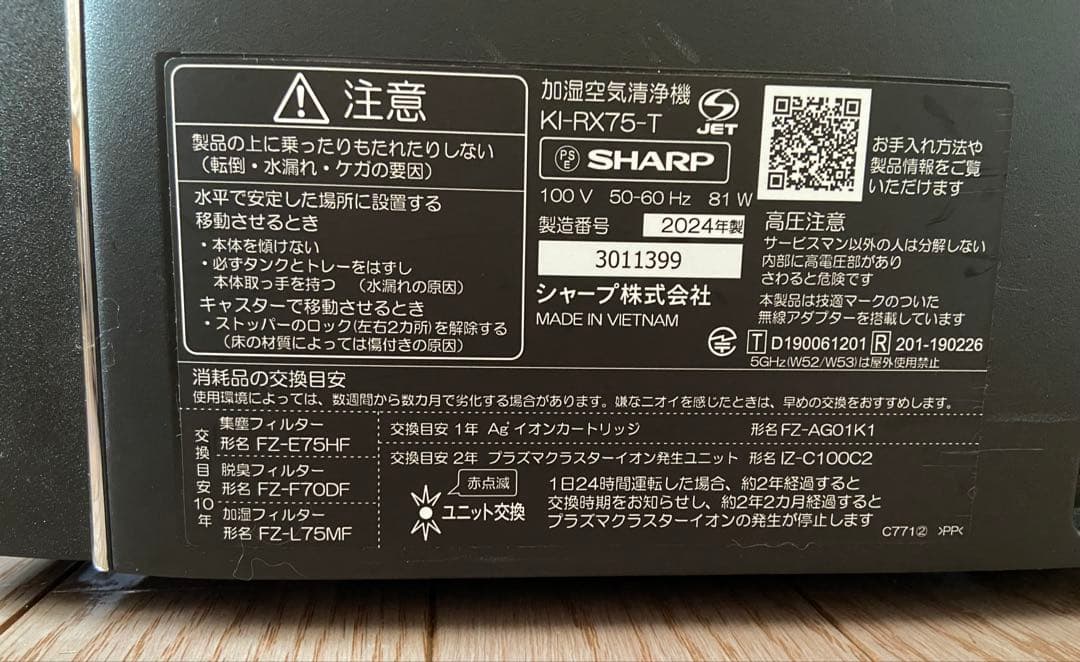 注意
製品の上に乗ったりもたれたりしない
(転倒・水漏れ・ケガの要因)
水平で安定した場所に設置する
移動させるとき
・本体を傾けない
・必ずタンクとトレーをはずし
本体取っ手を持つ (水漏れの原因)
キャスターで移動させるとき
・ストッパーのロック(左右2カ所)を解除する
(床の材質によっては傷付きの原因)
加湿空気清浄機
KI-RX75-T
JET
PSE SHARP
100 V 50-60 Hz 81 W
製造番号 2024年製
3011399
シャープ株式会社
MADE IN VIETNAM
お手入れ方法や
製品情報をご覧
いただけます
高圧注意
サービスマン以外の人は分解しない
内部に高電圧部があり
さわると危険です
本製品は技適マークのついた
無線アダプターを搭載しています
T D190061201 R 201-190226
5GHz(W52/W53)は屋外使用禁止
消耗品の交換目安
使用環境によっては、数週間から数カ月で劣化する場合があります。嫌なニオイを感じたときは、早めの交換をおすすめします。
交換目安10年
集塵フィルター
形名 FZ-E75HF
脱臭フィルター
形名 FZ-F70DF
加湿フィルター
形名 FZ-L75MF
交換目安 1年 Ag⁺イオンカートリッジ 形名 FZ-AG01K1
交換目安 2年 プラズマクラスターイオン発生ユニット 形名 IZ-C100C2
赤点滅
ユニット交換
1日24時間運転した場合、約2年経過すると
交換時期をお知らせし、約2年2カ月経過すると
プラズマクラスターイオンの発生が停止します
C771② >PP<